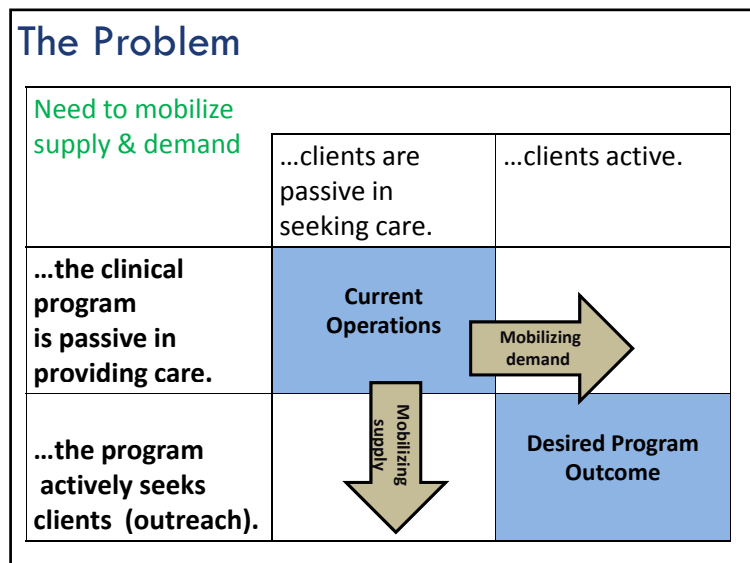 The Problem
Need to mobilize
supply & demand
...clients are
passive in
seeking care.
...clients active.
...the clinical
program
is passive in
providing care.
Current
Operations
Mobilizing
demand
...the program
actively seeks
clients (outreach).
Mobilizing
supply
Desired Program
Outcome